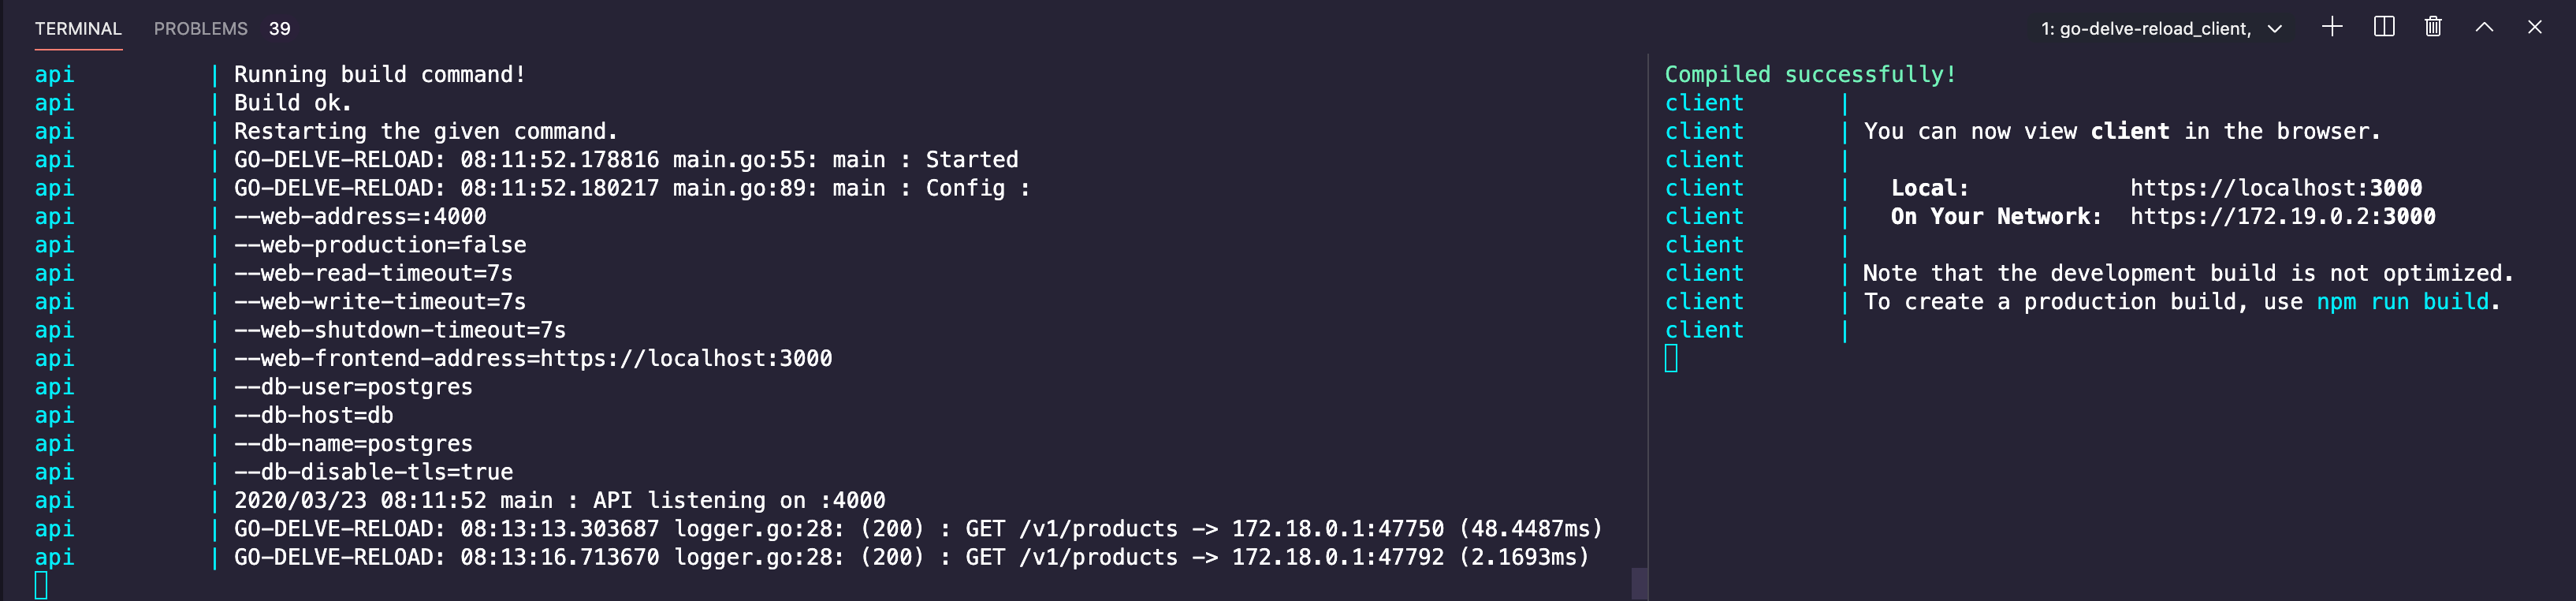 TERMINAL PROBLEMS 39 1: go-delve-reload_client,
api | Running build command!
api | Build ok.
api | Restarting the given command.
api | GO-DELVE-RELOAD: 08:11:52.178816 main.go:55: main : Started
api | GO-DELVE-RELOAD: 08:11:52.180217 main.go:89: main : Config :
api | --web-address=:4000
api | --web-production=false
api | --web-read-timeout=7s
api | --web-write-timeout=7s
api | --web-shutdown-timeout=7s
api | --web-frontend-address=https://localhost:3000
api | --db-user=postgres
api | --db-host=db
api | --db-name=postgres
api | --db-disable-tls=true
api | 2020/03/23 08:11:52 main : API listening on :4000
api | GO-DELVE-RELOAD: 08:13:13.303687 logger.go:28: (200) : GET /v1/products -> 172.18.0.1:47750 (48.4487ms)
api | GO-DELVE-RELOAD: 08:13:16.713670 logger.go:28: (200) : GET /v1/products -> 172.18.0.1:47792 (2.1693ms)
Compiled successfully!
client |
client | You can now view client in the browser.
client |
client | Local: https://localhost:3000
client | On Your Network: https://172.19.0.2:3000
client |
client | Note that the development build is not optimized.
client | To create a production build, use npm run build.
client |